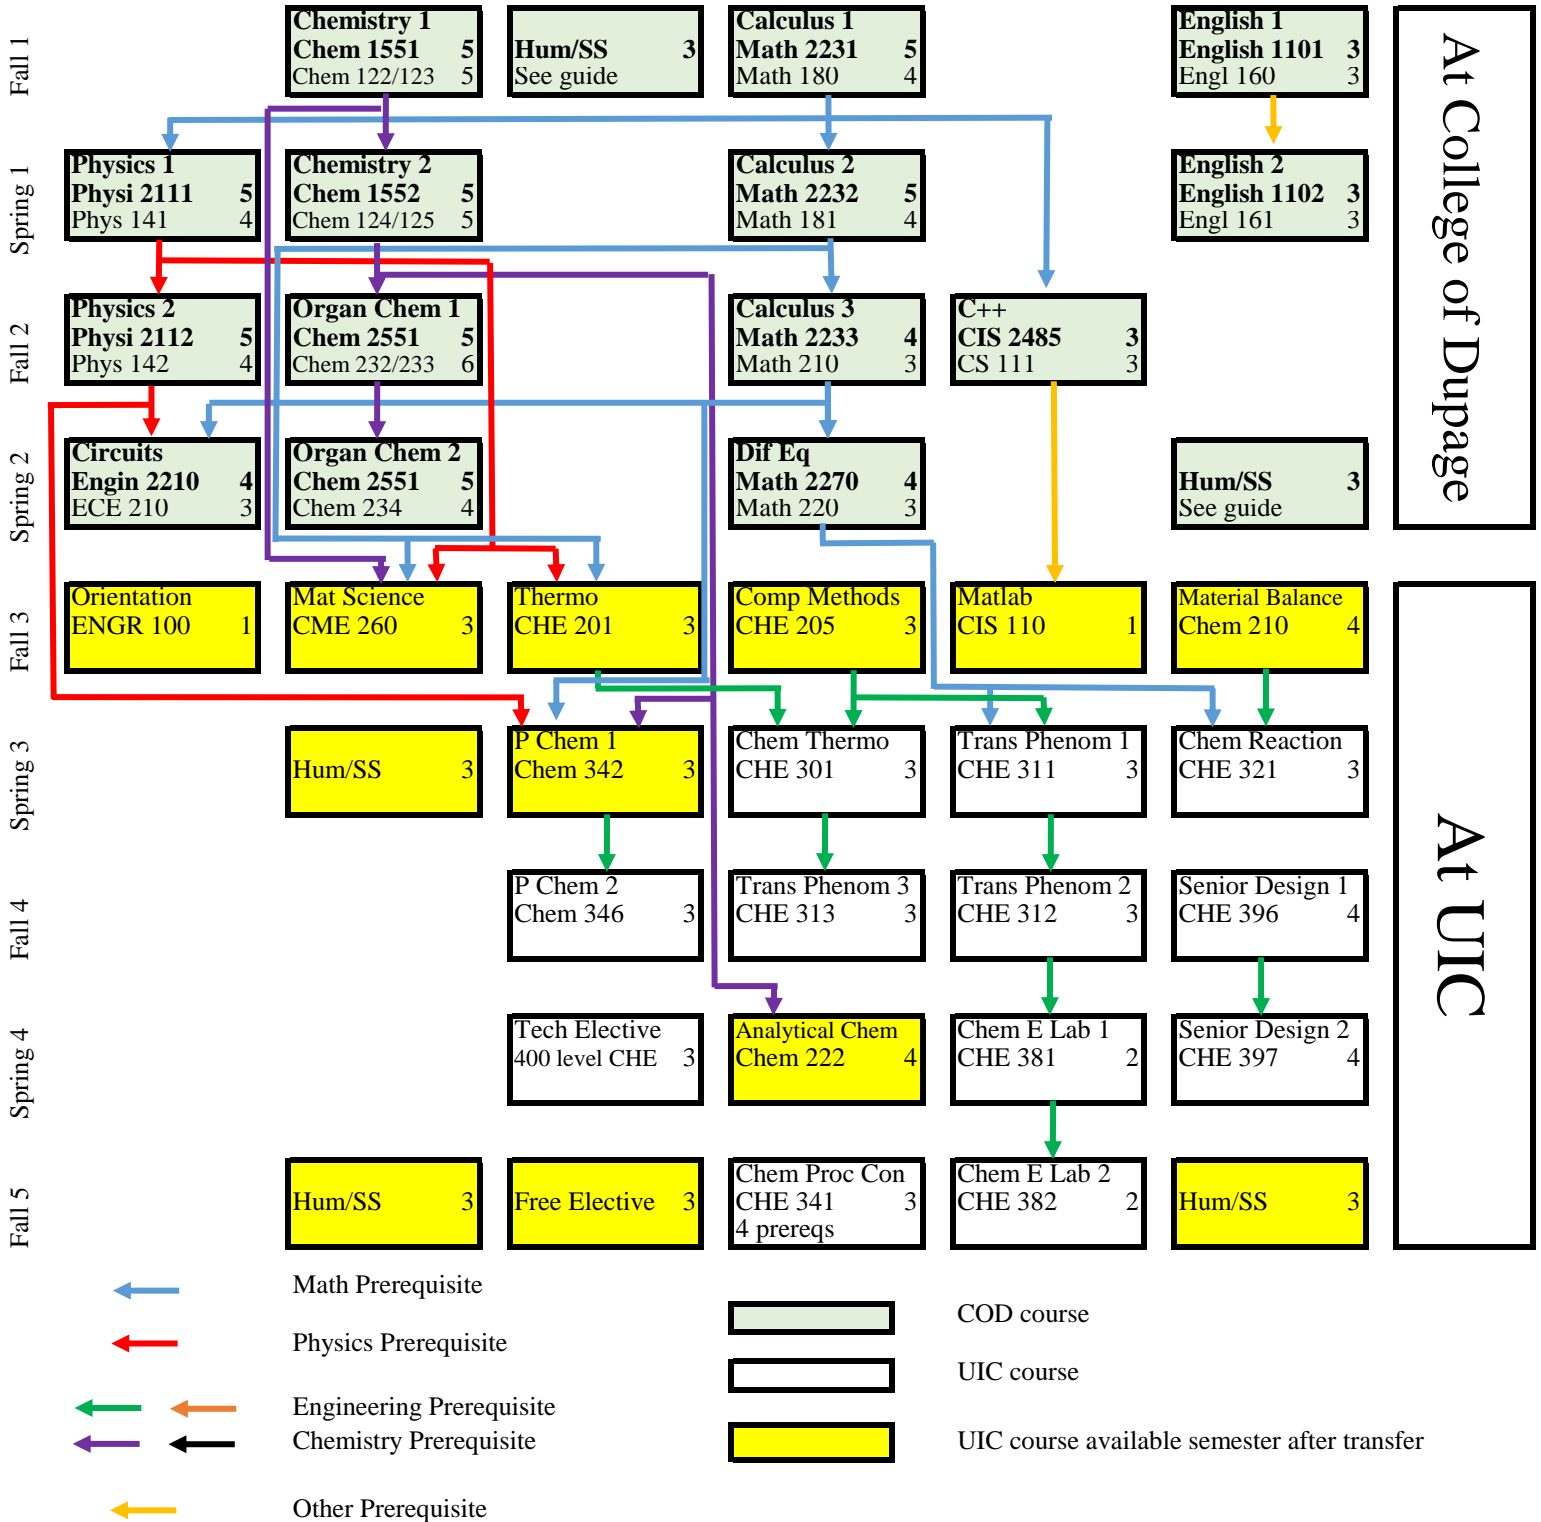 Fall 1
Chemistry 1
Chem 1551 5
Chem 122/123 5
Hum/SS 3
See guide
Calculus 1
Math 2231 5
Math 180 4
English 1
English 1101 3
Engl 160 3
At College of Dupage
Spring 1
Physics 1
Physi 2111 5
Phys 141 4
Chemistry 2
Chem 1552 5
Chem 124/125 5
Calculus 2
Math 2232 5
Math 181 4
English 2
English 1102 3
Engl 161 3
Fall 2
Physics 2
Physi 2112 5
Phys 142 4
Organ Chem 1
Chem 2551 5
Chem 232/233 6
Calculus 3
Math 2233 4
Math 210 3
C++
CIS 2485 3
CS 111 3
Spring 2
Circuits
Engin 2210 4
ECE 210 3
Organ Chem 2
Chem 2551 5
Chem 234 4
Dif Eq
Math 2270 4
Math 220 3
Hum/SS 3
See guide
Fall 3
Orientation
ENGR 100 1
Mat Science
CME 260 3
Thermo
CHE 201 3
Comp Methods
CHE 205 3
Matlab
CIS 110 1
Material Balance
Chem 210 4
At UIC
Spring 3
Hum/SS 3
P Chem 1
Chem 342 3
Chem Thermo
CHE 301 3
Trans Phenom 1
CHE 311 3
Chem Reaction
CHE 321 3
Fall 4
P Chem 2
Chem 346 3
Trans Phenom 3
CHE 313 3
Trans Phenom 2
CHE 312 3
Senior Design 1
CHE 396 4
Spring 4
Tech Elective
400 level CHE 3
Analytical Chem
Chem 222 4
Chem E Lab 1
CHE 381 2
Senior Design 2
CHE 397 4
Fall 5
Hum/SS 3
Free Elective 3
Chem Proc Con
CHE 341 3
4 prereqs
Chem E Lab 2
CHE 382 2
Hum/SS 3
Math Prerequisite
Physics Prerequisite
Engineering Prerequisite
Chemistry Prerequisite
Other Prerequisite
COD course
UIC course
UIC course available semester after transfer